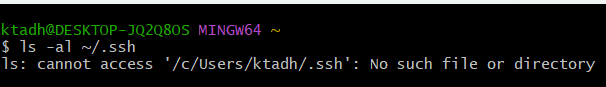 ktadh@DESKTOP-JQ2Q8OS MINGW64 ~
$ ls -al ~/.ssh
ls: cannot access '/c/Users/ktadh/.ssh': No such file or directory